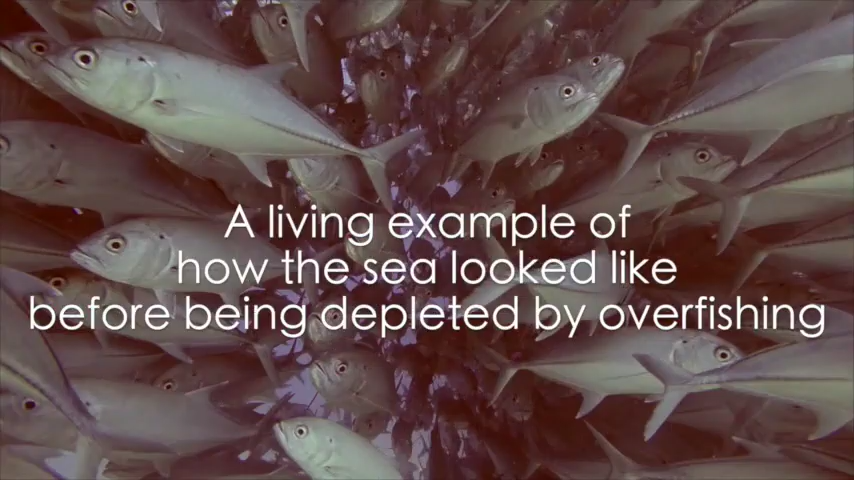 A living example of
how the sea looked like
before being depleted by overfishing